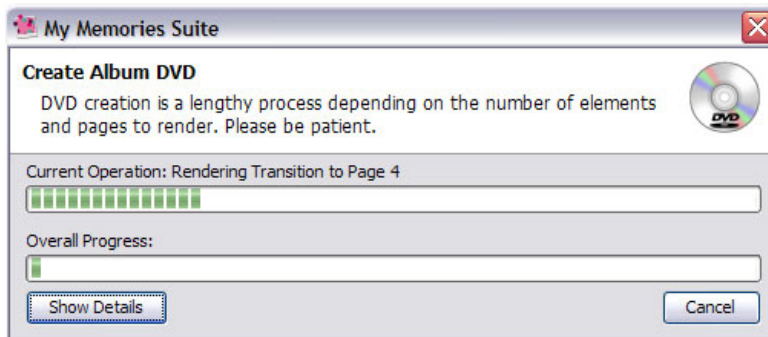 My Memories Suite
Create Album DVD
DVD creation is a lengthy process depending on the number of elements
and pages to render. Please be patient.
DVD
Current Operation: Rendering Transition to Page 4
Overall Progress:
Show Details
Cancel